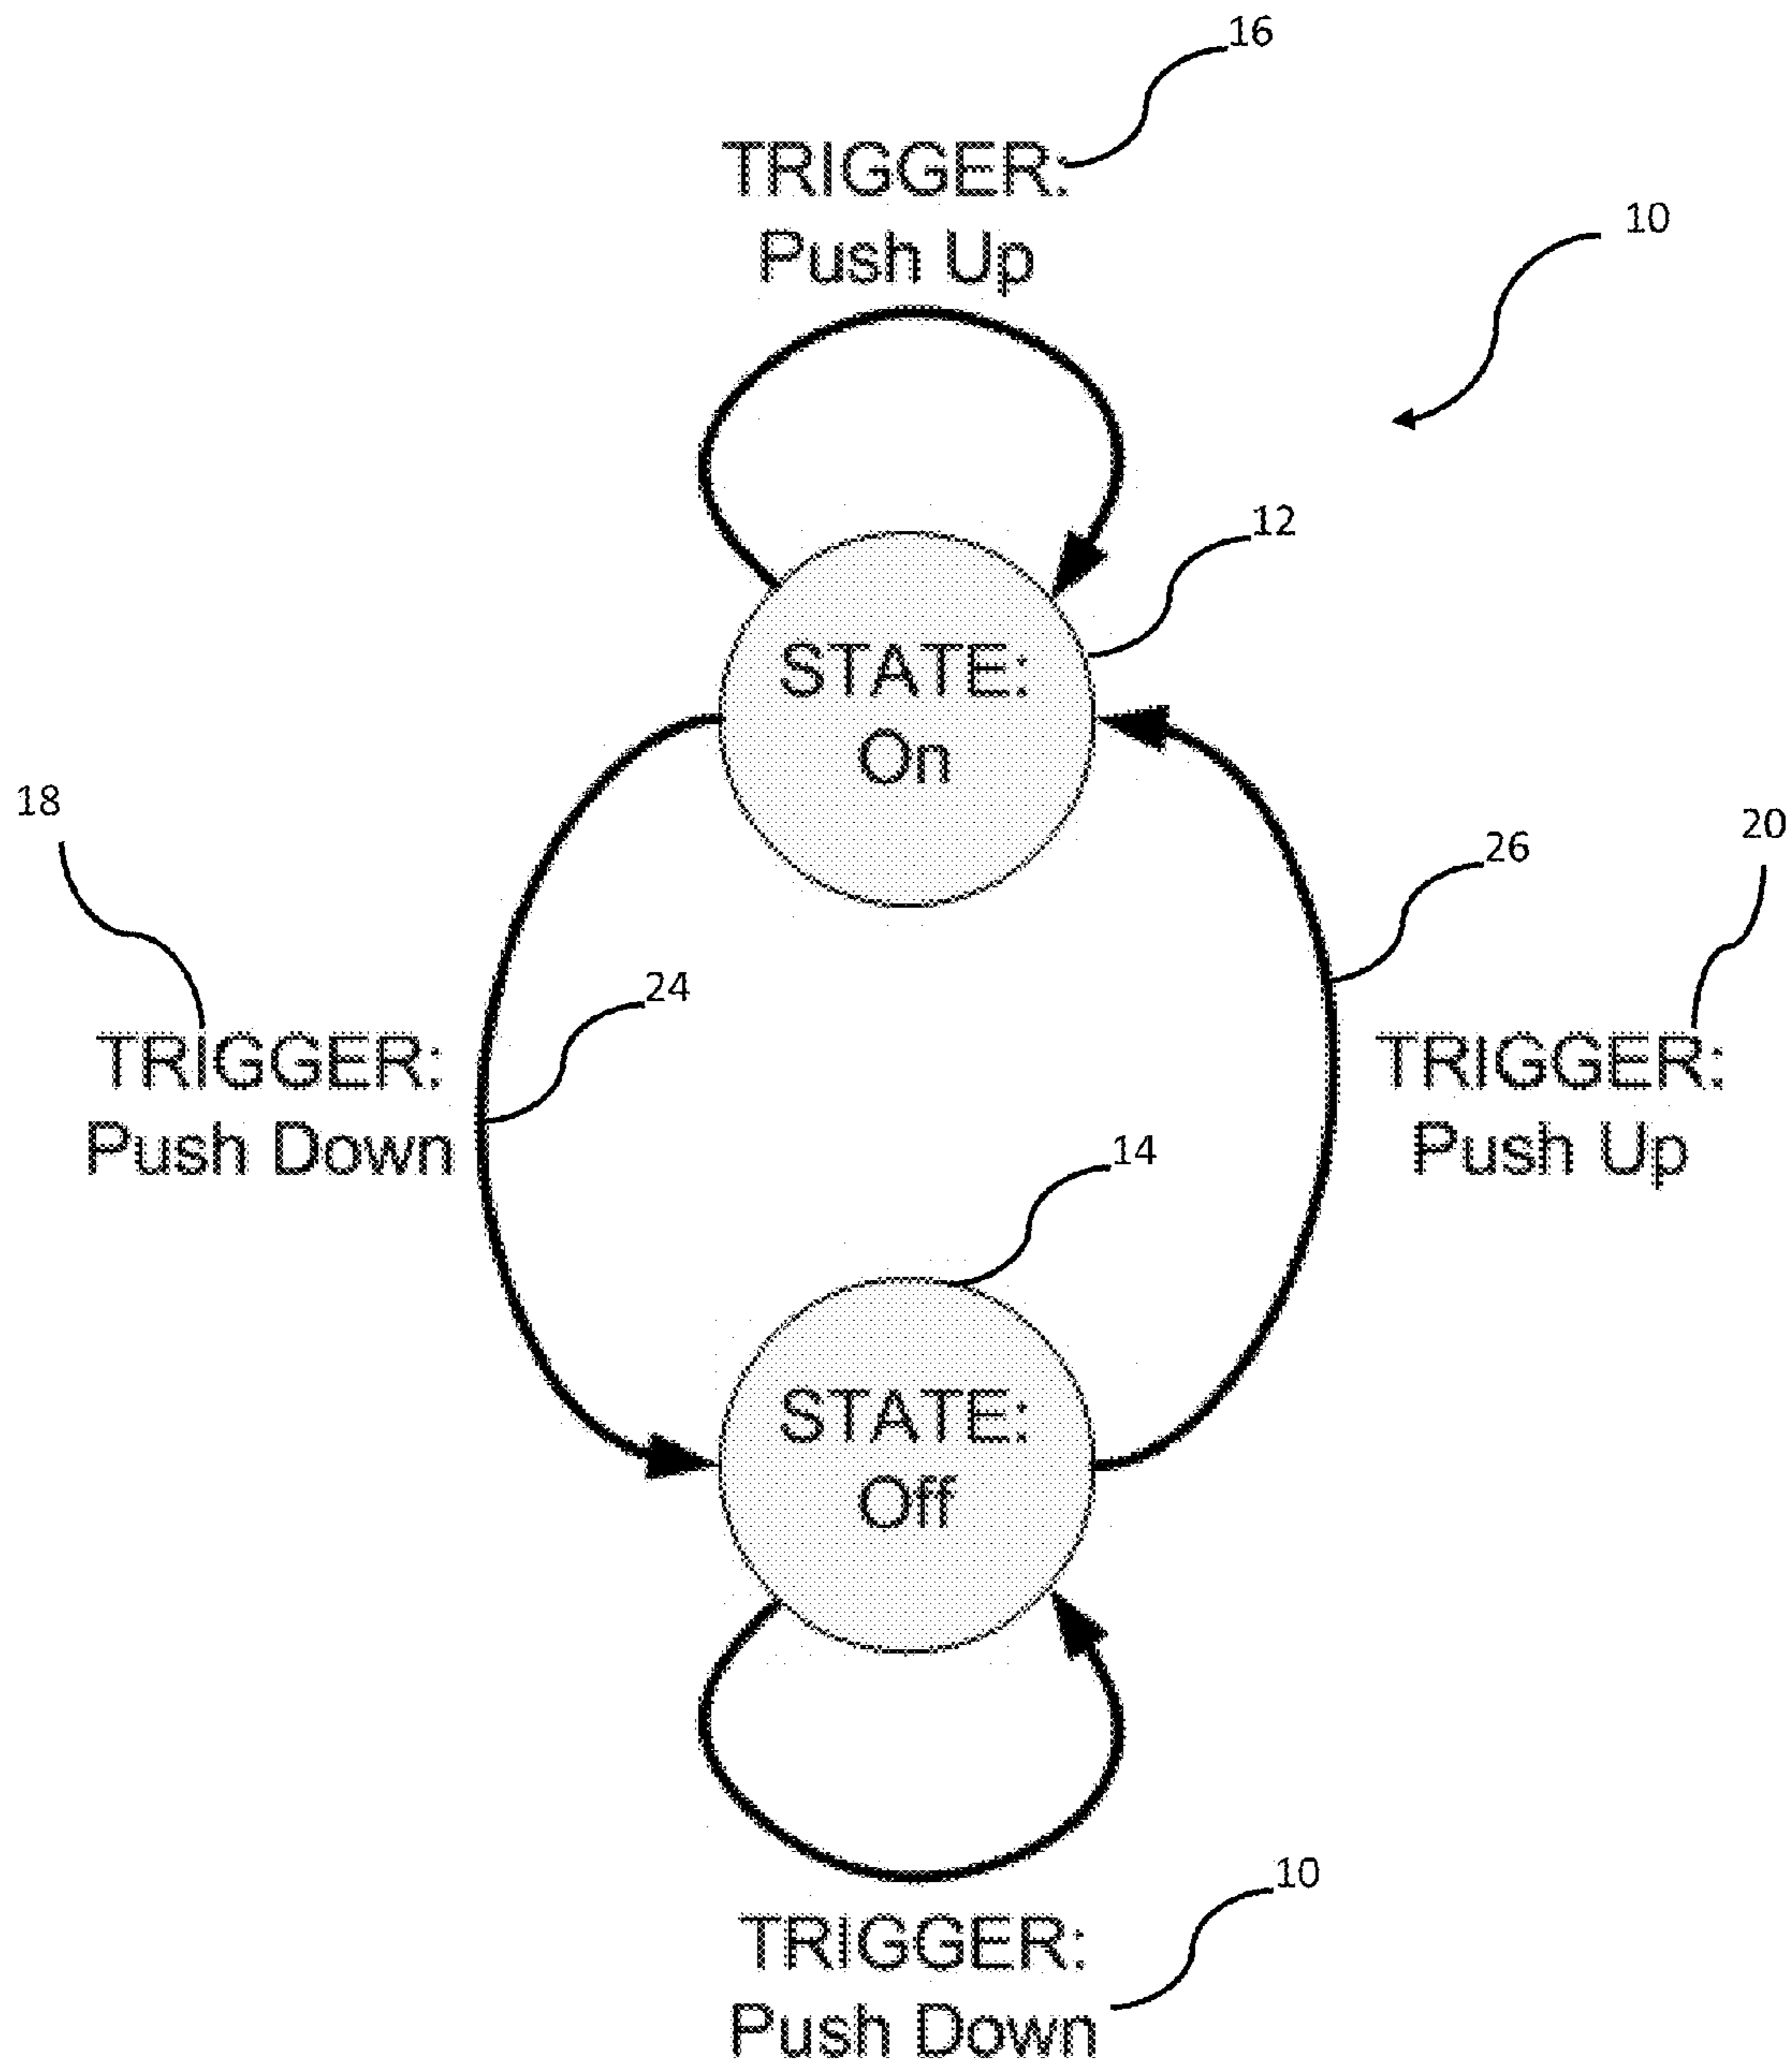 16
TRIGGER:
Push Up
10
12
STATE:
On
18
20
26
24
TRIGGER:
Push Down
TRIGGER:
Push Up
14
STATE:
Off
10
TRIGGER:
Push Down